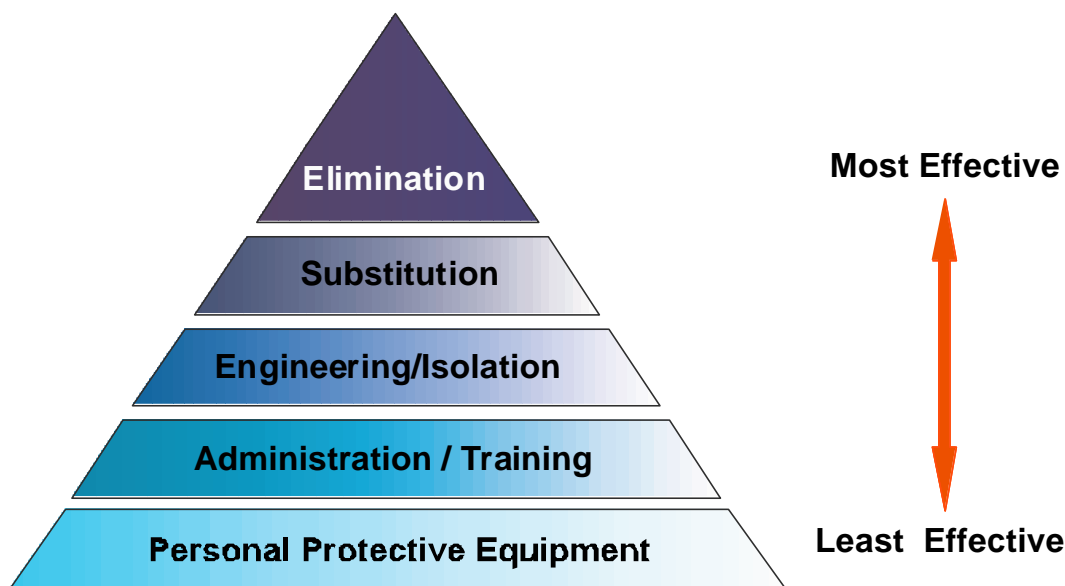 Elimination
Most Effective
Substitution
Engineering/Isolation
Administration / Training
Personal Protective Equipment
Least Effective